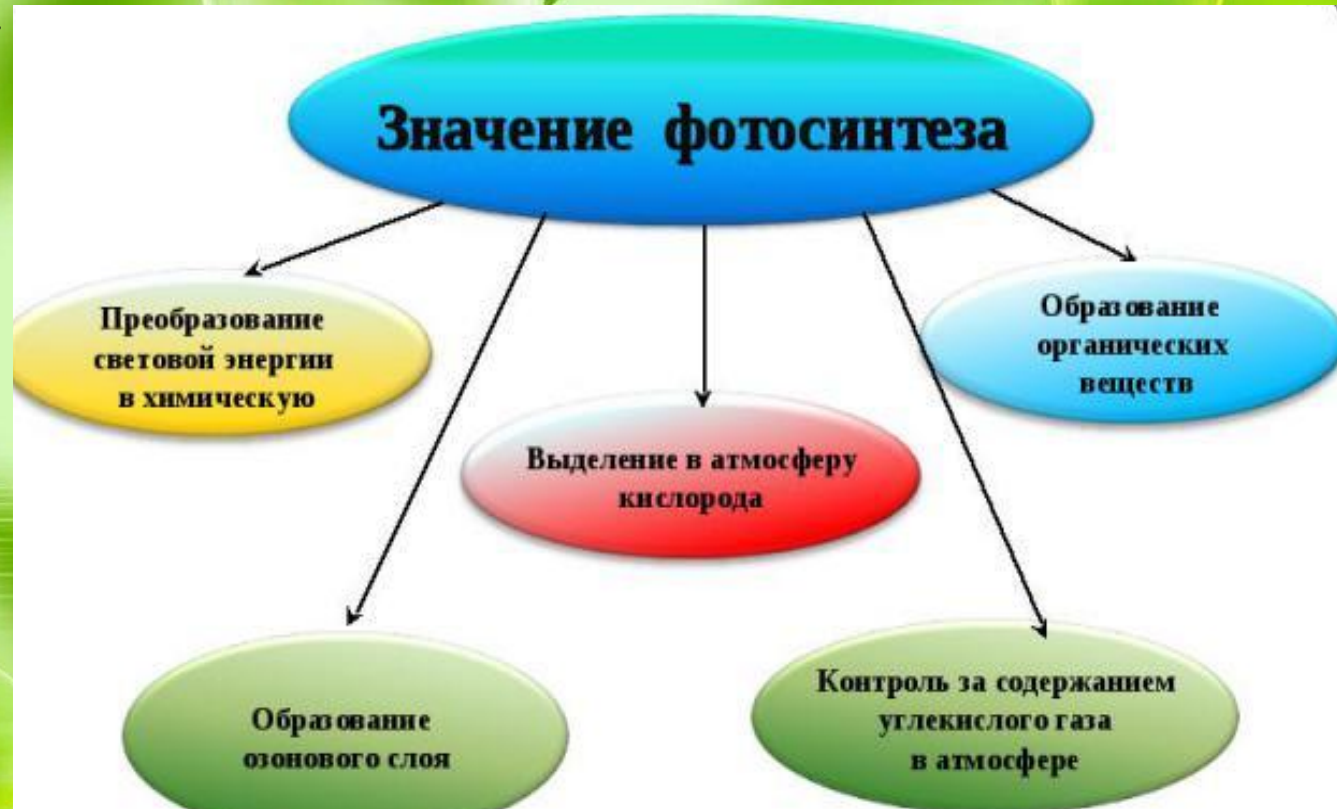 Значение фотосинтеза
Преобразование
световой энергии
в химическую
Образование
органических
веществ
Выделение в атмосферу
кислорода
Образование
озонового слоя
Контроль за содержанием
углекислого газа
в атмосфере